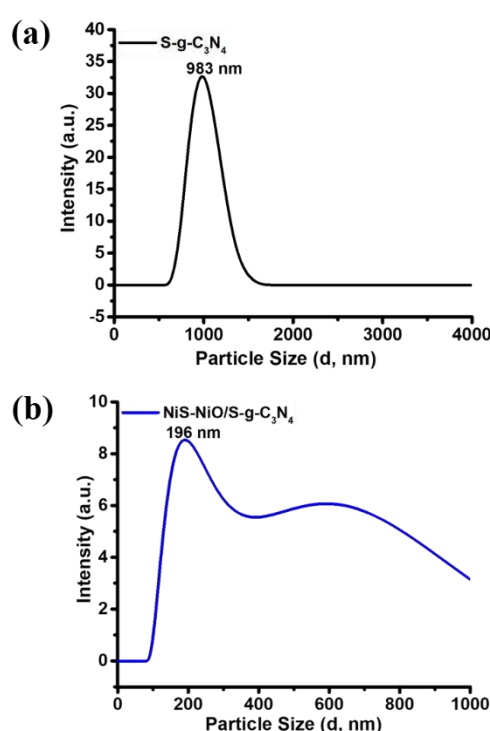 (a)
S-g-C₃N₄
983 nm
40
35
30
25
20
15
10
5
0
-5
Intensity (a.u.)
0 1000 2000 3000 4000
Particle Size (d, nm)
(b)
NiS-NiO/S-g-C₃N₄
196 nm
10
8
6
4
2
0
Intensity (a.u.)
0 200 400 600 800 1000
Particle Size (d, nm)